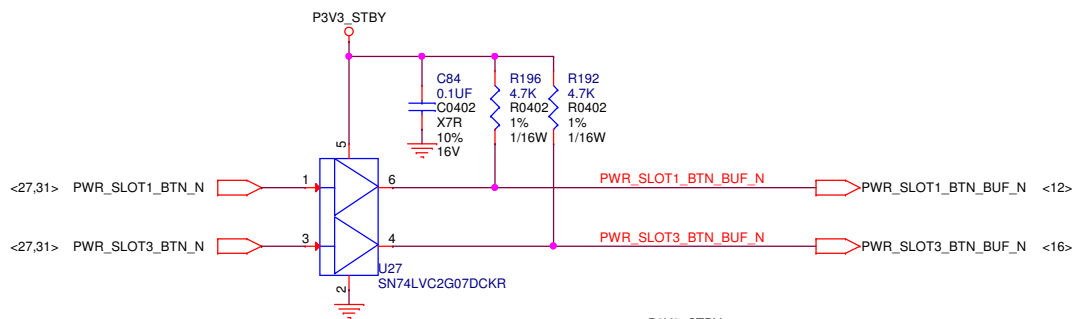 P3V3_STBY
C84 R196 R192
0.1UF 4.7K 4.7K
C0402 R0402 R0402
X7R 1% 1%
10% 1/16W 1/16W
16V
5
<27,31> PWR_SLOT1_BTN_N 1 6 PWR_SLOT1_BTN_BUF_N PWR_SLOT1_BTN_BUF_N <12>
<27,31> PWR_SLOT3_BTN_N 3 4 PWR_SLOT3_BTN_BUF_N PWR_SLOT3_BTN_BUF_N <16>
U27
2 SN74LVC2G07DCKR